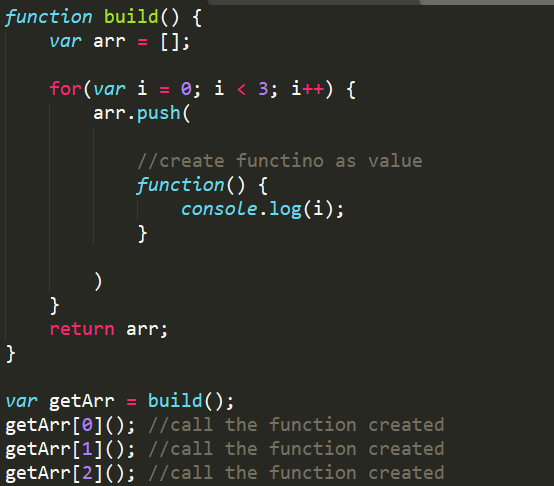 function build() {
    var arr = [];
    for(var i = 0; i < 3; i++) {
        arr.push(
            //create functino as value
            function() {
                console.log(i);
            }
        )
    }
    return arr;
}
var getArr = build();
getArr[0](); //call the function created
getArr[1](); //call the function created
getArr[2](); //call the function created